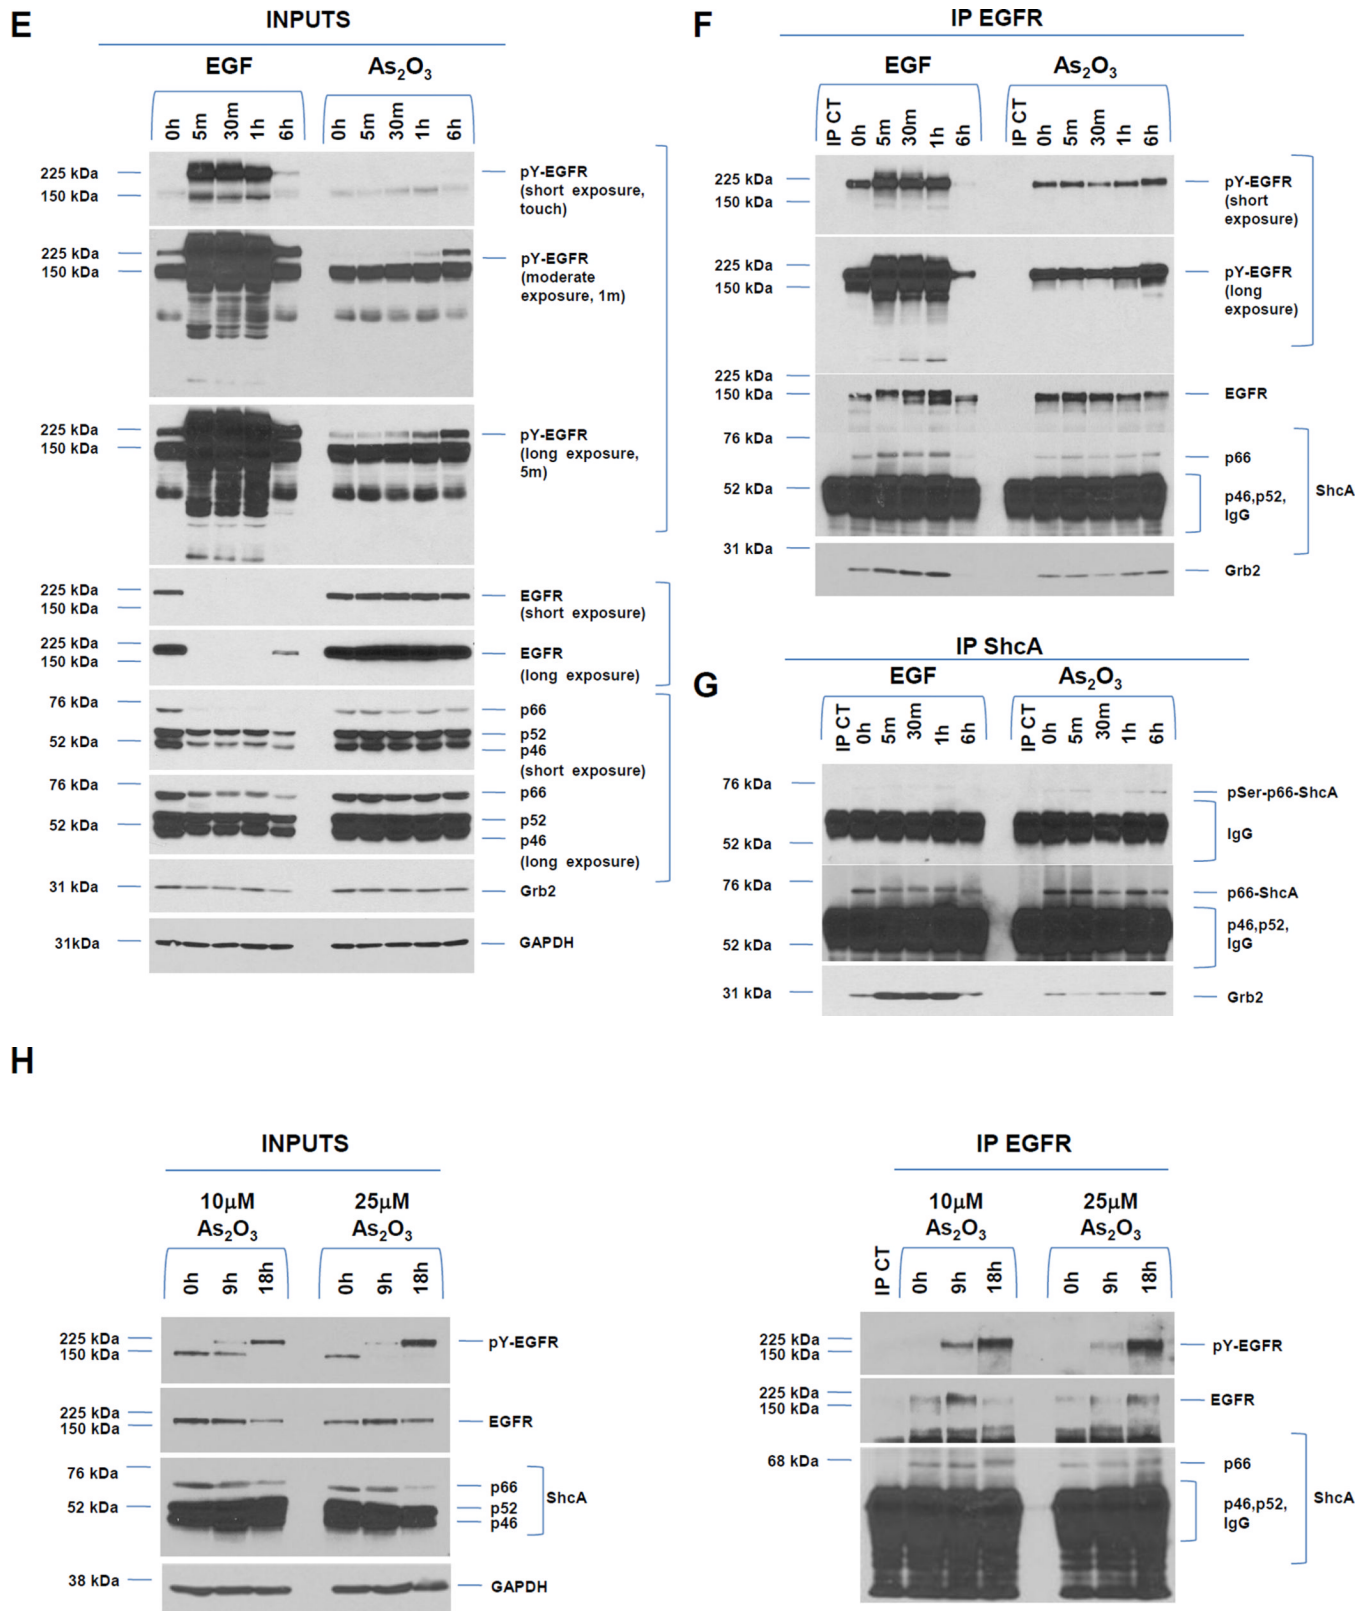 E
INPUTS
EGF
As₂O₃
0h
5m
30m
1h
6h
0h
5m
30m
1h
6h
225 kDa
150 kDa
pY-EGFR
(short exposure,
touch)
225 kDa
150 kDa
pY-EGFR
(moderate
exposure, 1m)
225 kDa
150 kDa
pY-EGFR
(long exposure,
5m)
225 kDa
150 kDa
EGFR
(short exposure)
225 kDa
150 kDa
EGFR
(long exposure)
76 kDa
52 kDa
p66
p52
p46
(short exposure)
76 kDa
52 kDa
p66
p52
p46
(long exposure)
31 kDa
Grb2
31kDa
GAPDH
F
IP EGFR
EGF
As₂O₃
IP CT
0h
5m
30m
1h
6h
IP CT
0h
5m
30m
1h
6h
225 kDa
150 kDa
pY-EGFR
(short
exposure)
225 kDa
150 kDa
pY-EGFR
(long
exposure)
225 kDa
150 kDa
EGFR
76 kDa
p66
52 kDa
p46,p52,
IgG
ShcA
31 kDa
Grb2
G
IP ShcA
EGF
As₂O₃
IP CT
0h
5m
30m
1h
6h
IP CT
0h
5m
30m
1h
6h
76 kDa
52 kDa
pSer-p66-ShcA
IgG
76 kDa
52 kDa
p66-ShcA
p46,p52,
IgG
31 kDa
Grb2
H
INPUTS
10µM
As₂O₃
25µM
As₂O₃
0h
9h
18h
0h
9h
18h
225 kDa
150 kDa
pY-EGFR
225 kDa
150 kDa
EGFR
76 kDa
52 kDa
p66
p52
p46
ShcA
38 kDa
GAPDH
IP EGFR
10µM
As₂O₃
25µM
As₂O₃
IP CT
0h
9h
18h
0h
9h
18h
225 kDa
150 kDa
pY-EGFR
225 kDa
150 kDa
EGFR
68 kDa
p66
p46,p52,
IgG
ShcA